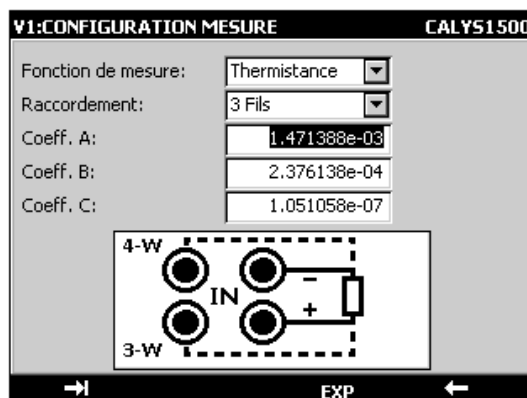 V1:CONFIGURATION MESURE CALYS1500
Fonction de mesure: Thermistance
Raccordement: 3 Fils
Coeff. A: 1.471388e-03
Coeff. B: 2.376138e-04
Coeff. C: 1.051058e-07
4-W
IN
3-W
EXP